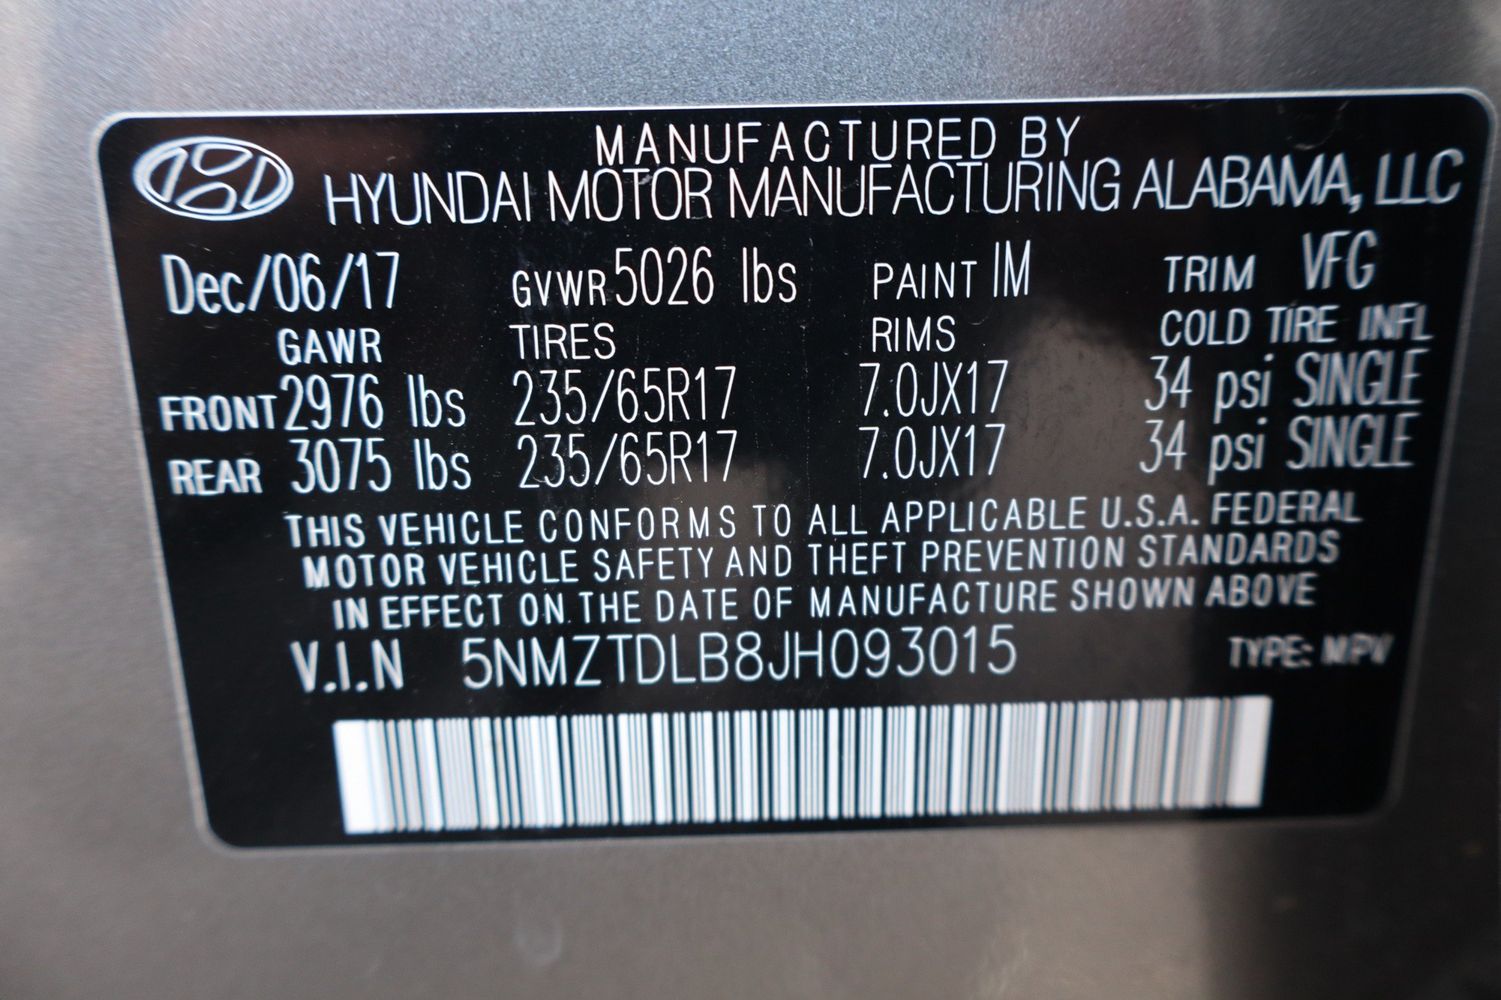 MANUFACTURED BY
HYUNDAI MOTOR MANUFACTURING ALABAMA, LLC
Dec/06/17 GVWR 5026 lbs PAINT IM TRIM VFG
GAWR TIRES RIMS COLD TIRE INFL
FRONT 2976 lbs 235/65R17 7.0JX17 34 psi SINGLE
REAR 3075 lbs 235/65R17 7.0JX17 34 psi SINGLE
THIS VEHICLE CONFORMS TO ALL APPLICABLE U.S.A. FEDERAL
MOTOR VEHICLE SAFETY AND THEFT PREVENTION STANDARDS
IN EFFECT ON THE DATE OF MANUFACTURE SHOWN ABOVE
V.I.N 5NMZTDLB8JH093015 TYPE: MPV